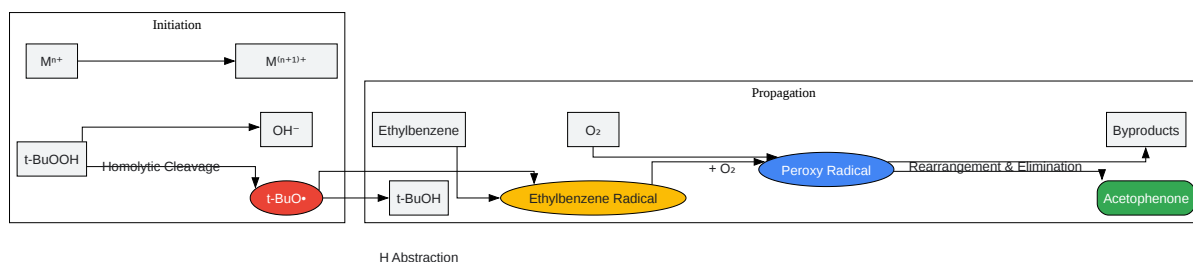 Initiation
Mⁿ⁺
M⁽ⁿ⁺¹⁾⁺
Propagation
OH⁻
Ethylbenzene
O₂
Byproducts
t-BuOOH
Homolytic Cleavage
+ O₂
Peroxy Radical
Rearrangement & Elimination
t-BuO•
t-BuOH
Ethylbenzene Radical
Acetophenone
H Abstraction